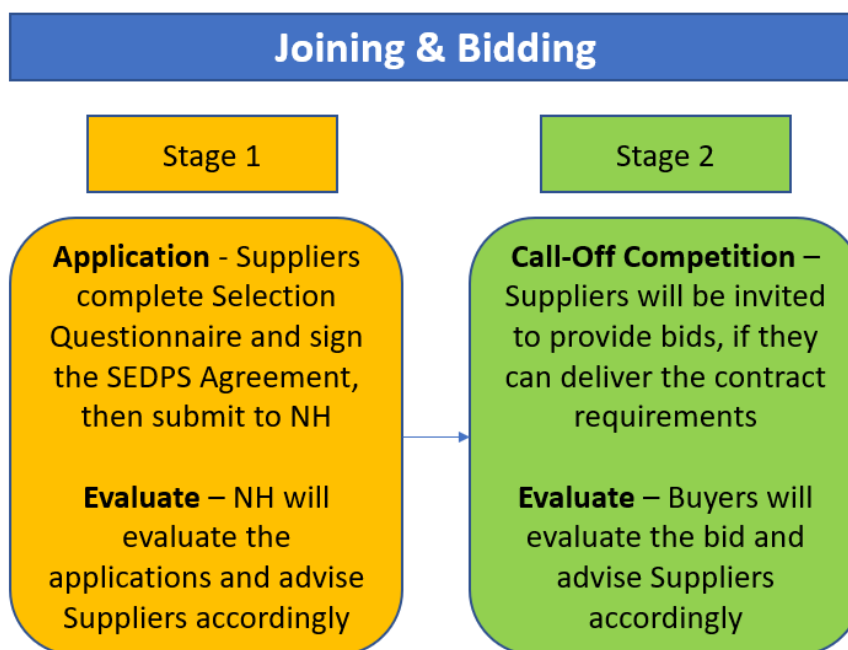 Joining & Bidding
Stage 1
Application - Suppliers
complete Selection
Questionnaire and sign
the SEDPS Agreement,
then submit to NH
Evaluate – NH will
evaluate the
applications and advise
Suppliers accordingly
Stage 2
Call-Off Competition –
Suppliers will be invited
to provide bids, if they
can deliver the contract
requirements
Evaluate – Buyers will
evaluate the bid and
advise Suppliers
accordingly